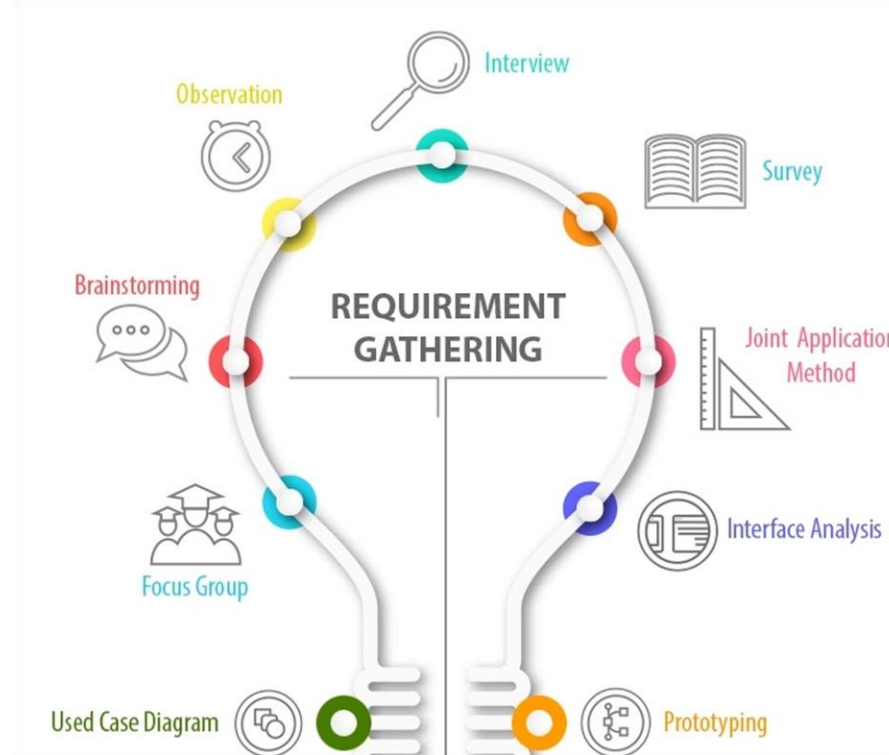 Interview
Observation
Survey
Brainstorming
REQUIREMENT
GATHERING
Joint Application
Method
Interface Analysis
Focus Group
Used Case Diagram
Prototyping